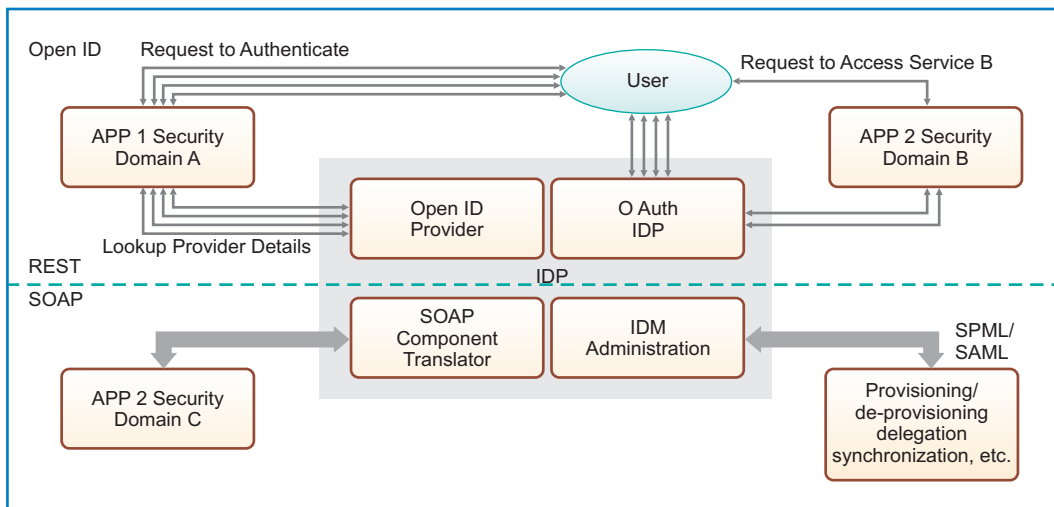 Open ID
Request to Authenticate
User
Request to Access Service B
APP 1 Security
Domain A
APP 2 Security
Domain B
Open ID
Provider
O Auth
IDP
Lookup Provider Details
REST
IDP
SOAP
SOAP
Component
Translator
IDM
Administration
SPML/
SAML
APP 2 Security
Domain C
Provisioning/
de-provisioning
delegation
synchronization, etc.